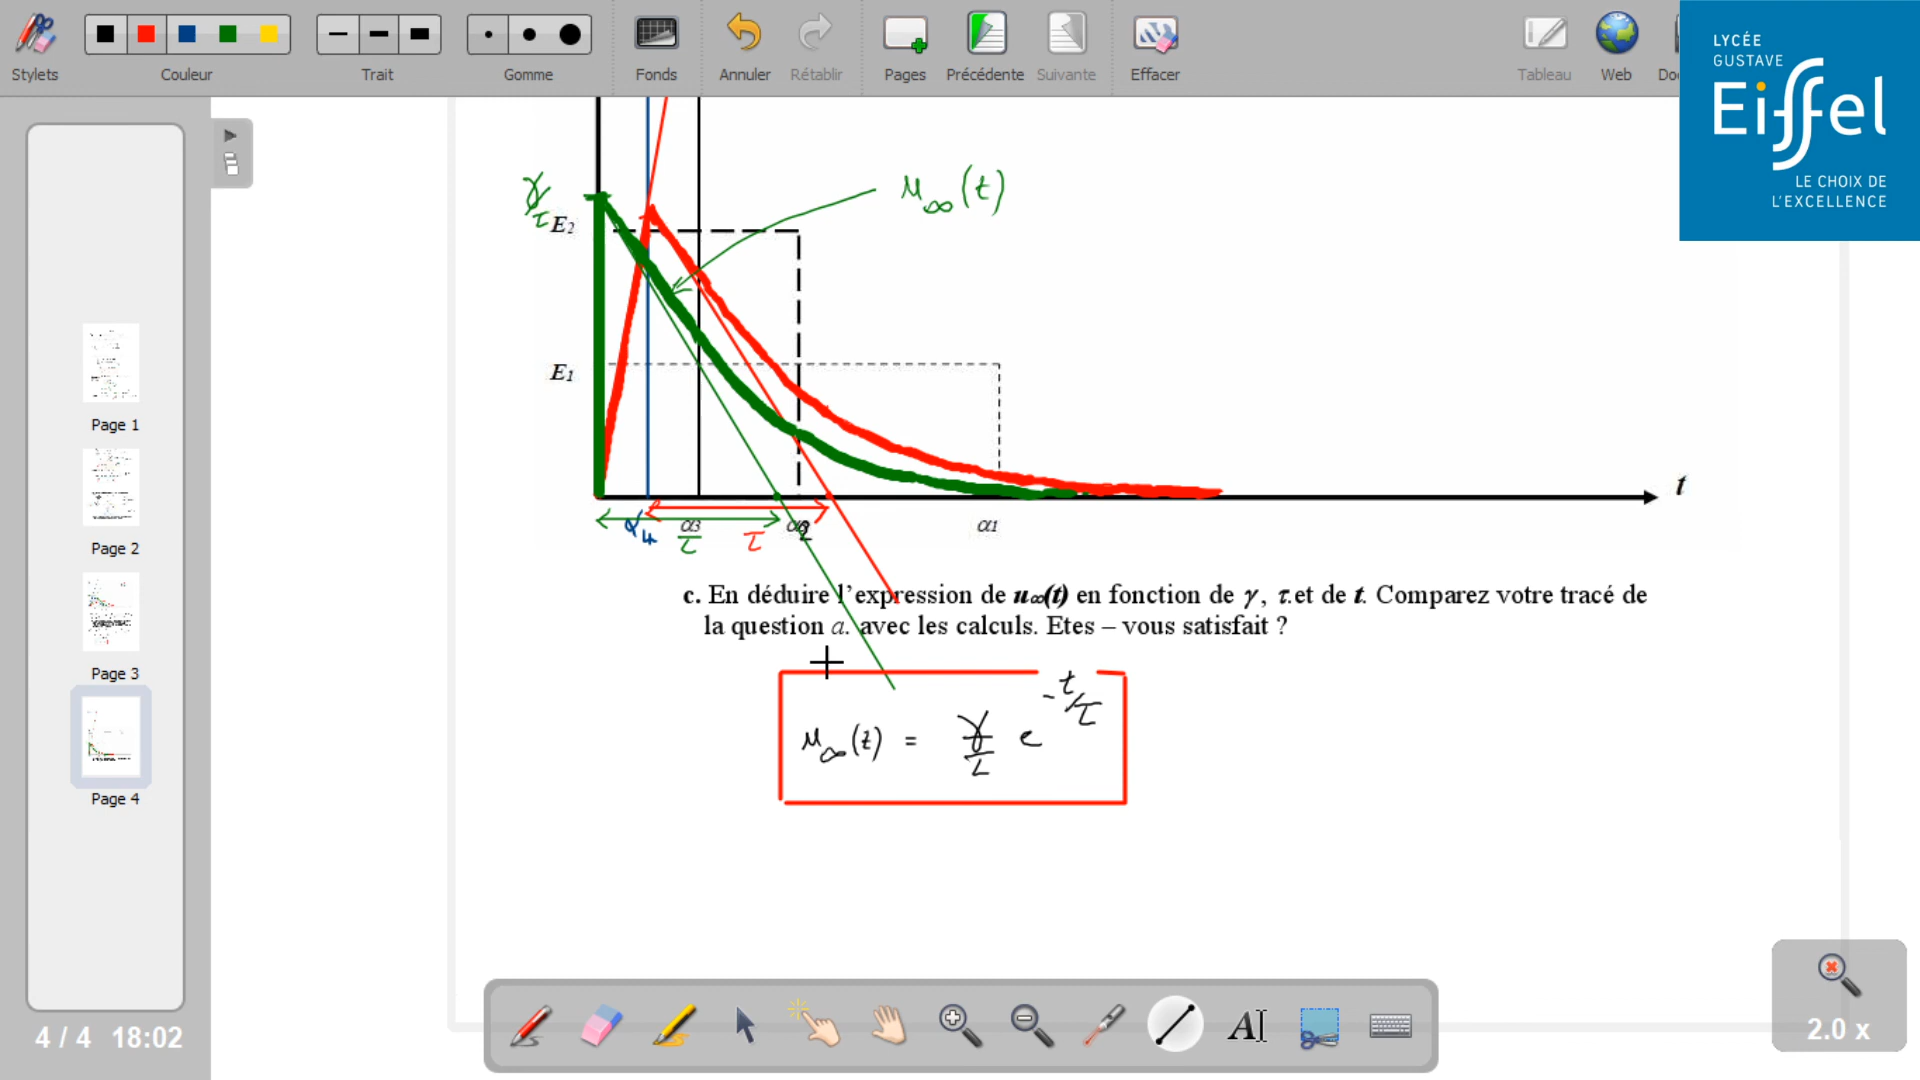 Stylets Couleur Trait Gomme Fonds Annuler Rétablir Pages Précédente Suivante Effacer Tableau Web
LYCÉE
GUSTAVE
Eiffel
LE CHOIX DE
L'EXCELLENCE
Page 1
Page 2
Page 3
Page 4
4 / 4 18:02
γ/τ
E2
u∞(t)
E1
t
α4 α3 τ α2 α1
τ
c. En déduire l'expression de u∞(t) en fonction de γ, τ.et de t. Comparez votre tracé de
la question a. avec les calculs. Etes – vous satisfait ?
u∞(t) = γ/τ e^(-t/τ)
2.0 x